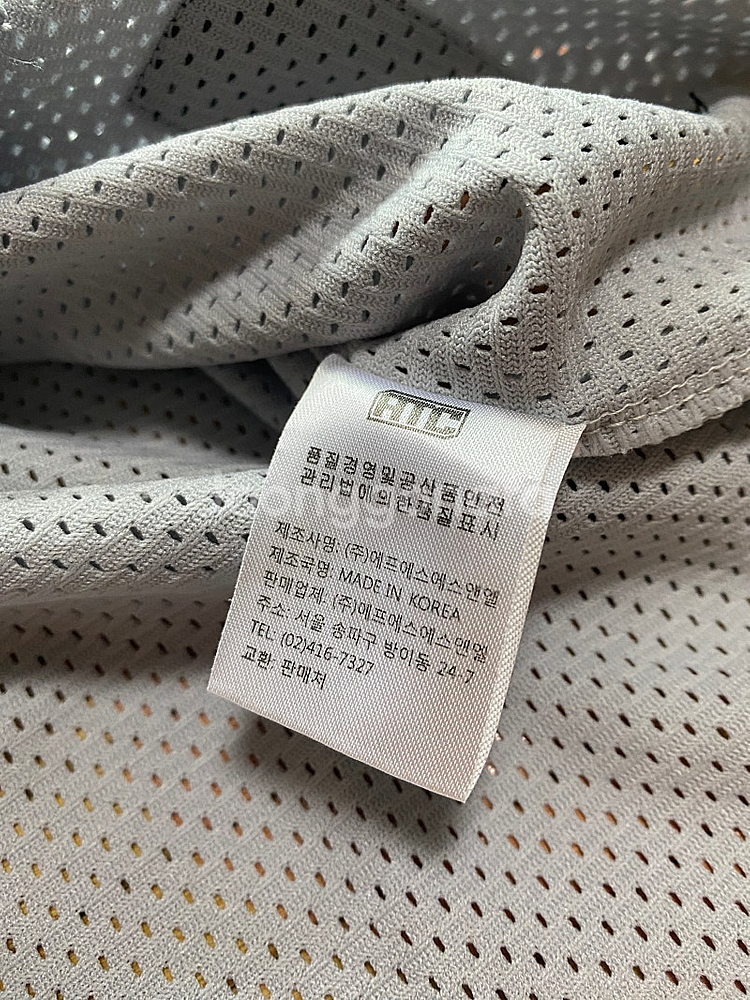 HTC
품질경영및공산품안전
관리법에의한품질표시
제조사명: (주)에프에스에스앤엘
제조국명: MADE IN KOREA
판매업체: (주)에프에스에스앤엘
주소: 서울 송파구 방이동 24-7
TEL: (02)416-7327
교환: 판매처